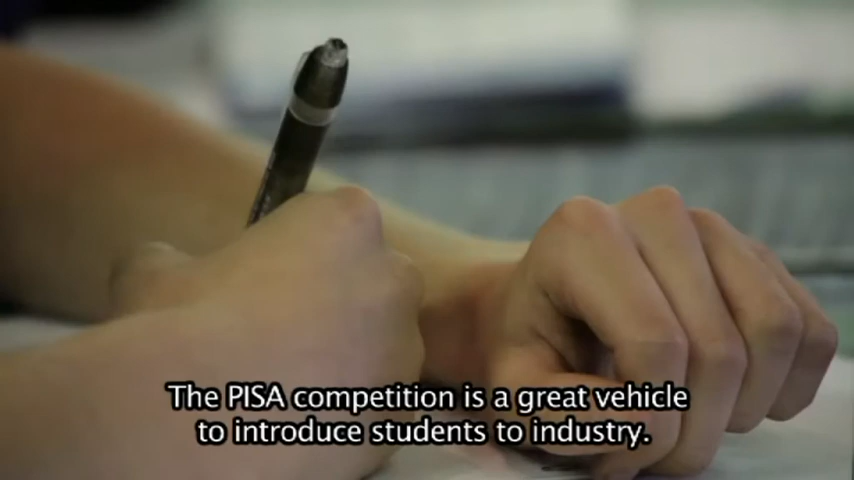 The PISA competition is a great vehicle
to introduce students to industry.